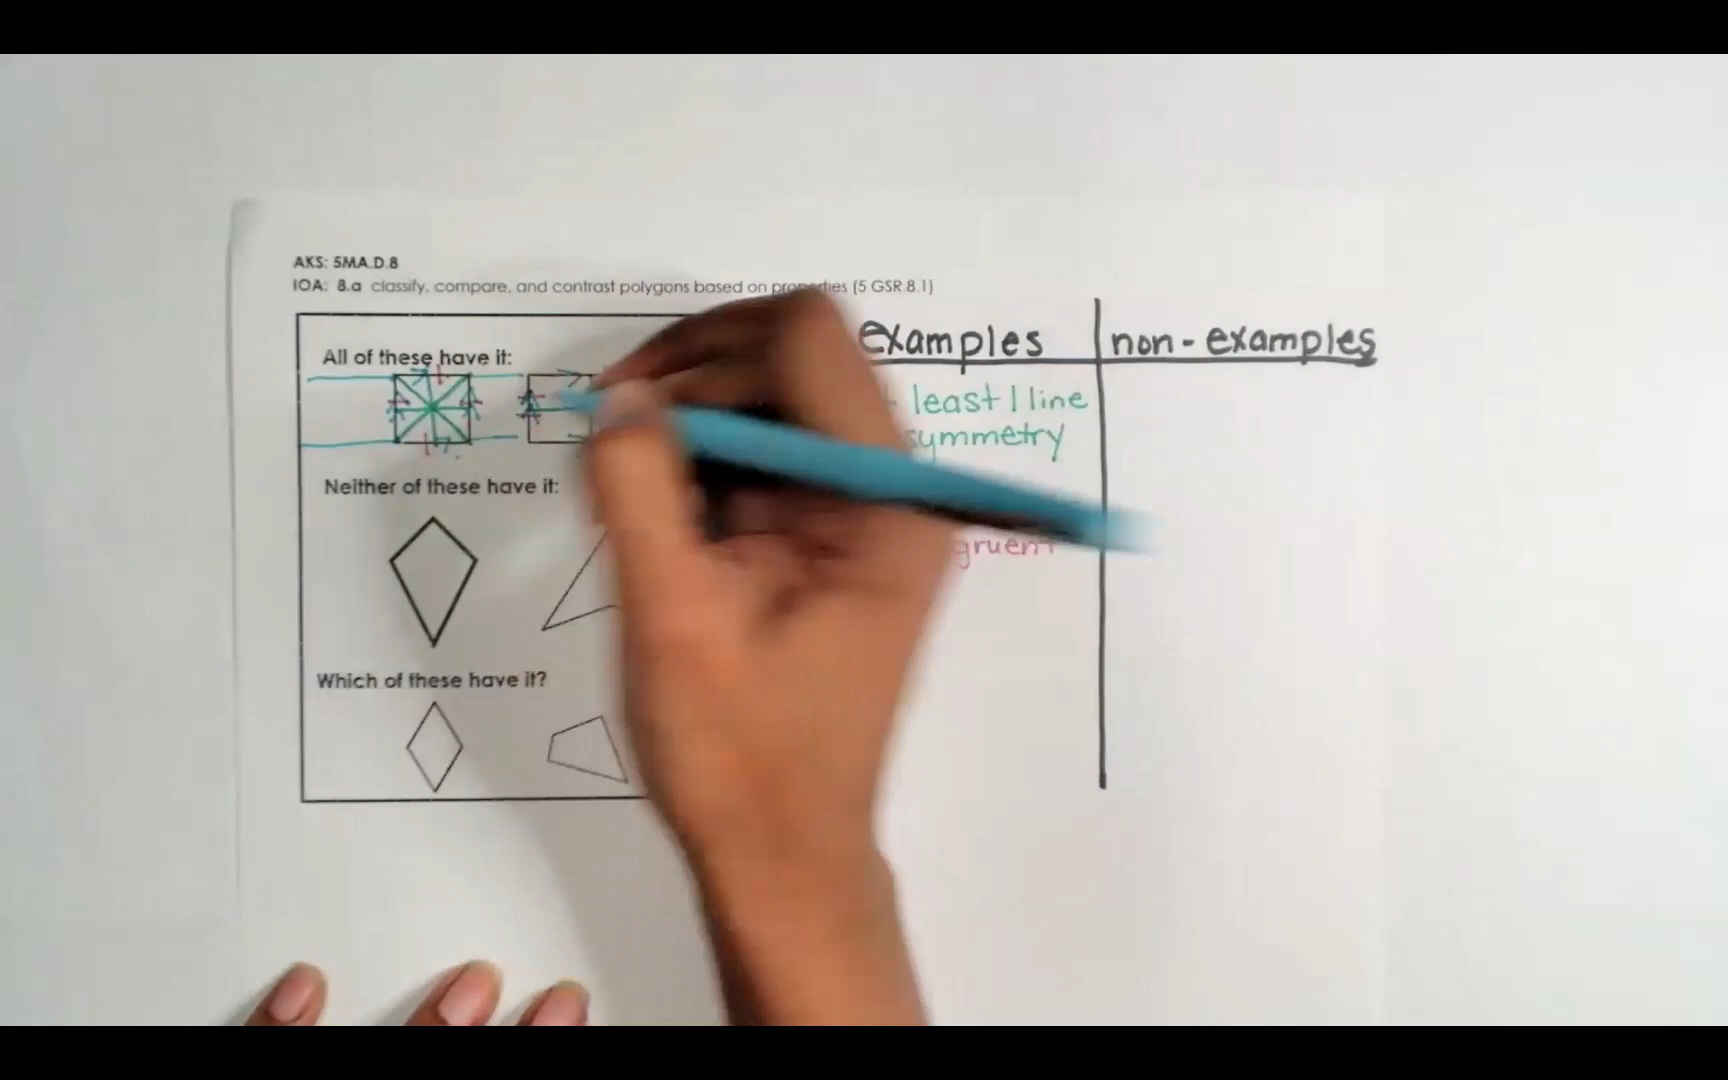 AKS: 5MA.D.8
IOA: 8.a classify, compare, and contrast polygons based on properties (5.GSR.8.1)
examples
non-examples
All of these have it:
least 1 line
symmetry
Neither of these have it:
Which of these have it?